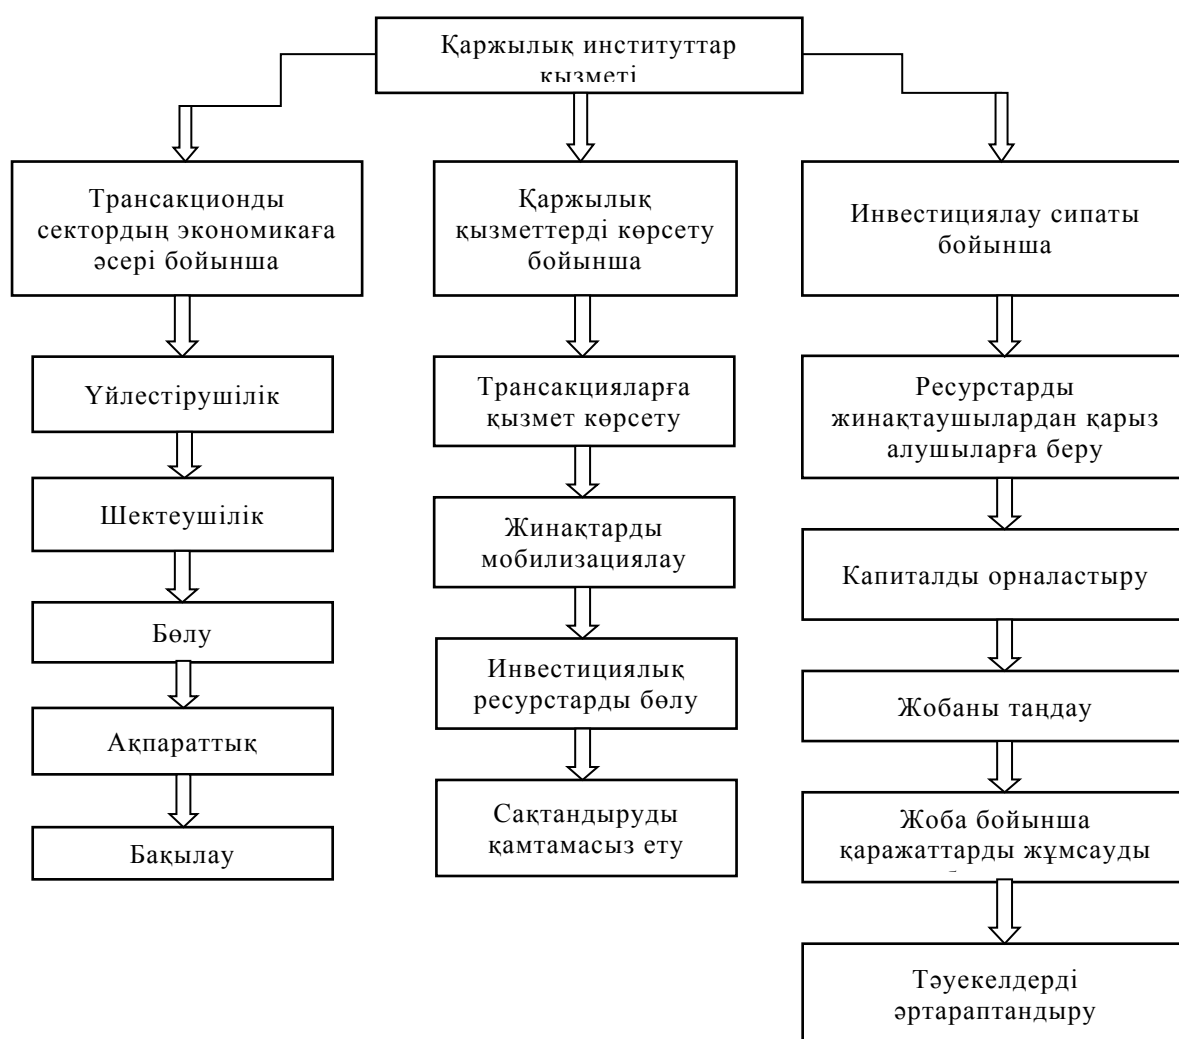 Қаржылық институттар
қызметі
Трансакционды
сектордың экономикаға
әсері бойынша
Үйлестірушілік
Шектеушілік
Бөлу
Ақпараттық
Бақылау
Қаржылық
қызметтерді көрсету
бойынша
Трансакцияларға
қызмет көрсету
Жинақтарды
мобилизациялау
Инвестициялық
ресурстарды бөлу
Сақтандыруды
қамтамасыз ету
Инвестициялау сипаты
бойынша
Ресурстарды
жинақтаушылардан қарыз
алушыларға беру
Капиталды орналастыру
Жобаны таңдау
Жоба бойынша
қаражаттарды жұмсауды
Тәуекелдерді
әртараптандыру